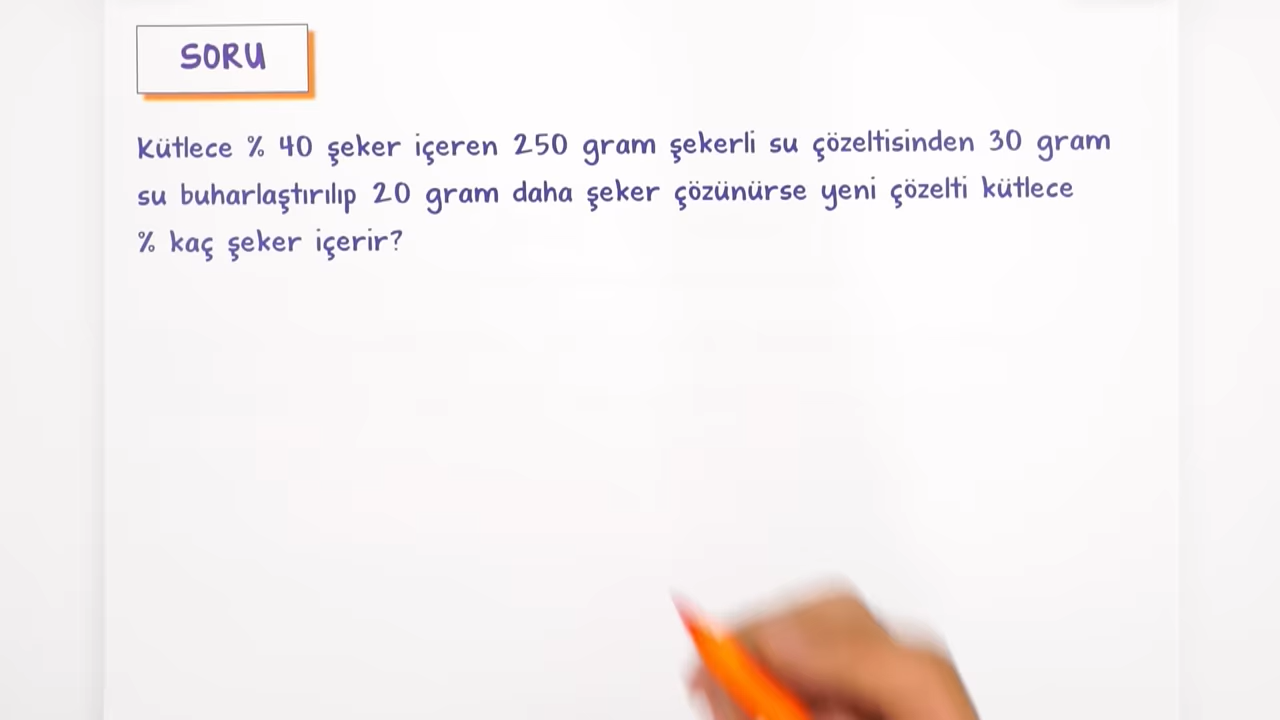 SORU
Kütlece % 40 şeker içeren 250 gram şekerli su çözeltisinden 30 gram
su buharlaştırılıp 20 gram daha şeker çözünürse yeni çözelti kütlece
% kaç şeker içerir?